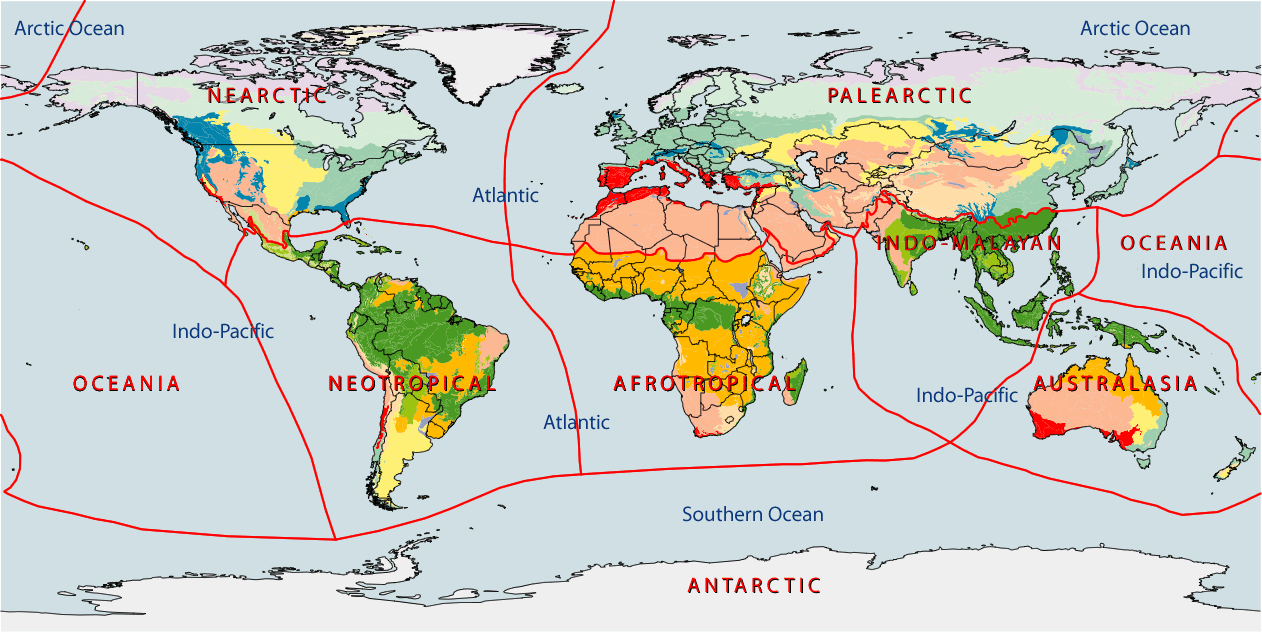 Arctic Ocean
Arctic Ocean
NEARCTIC
PALEARCTIC
Atlantic
INDO-MALAYAN
OCEANIA
Indo-Pacific
Indo-Pacific
OCEANIA
NEOTROPICAL
AFROTROPICAL
AUSTRALASIA
Indo-Pacific
Atlantic
Southern Ocean
ANTARCTIC